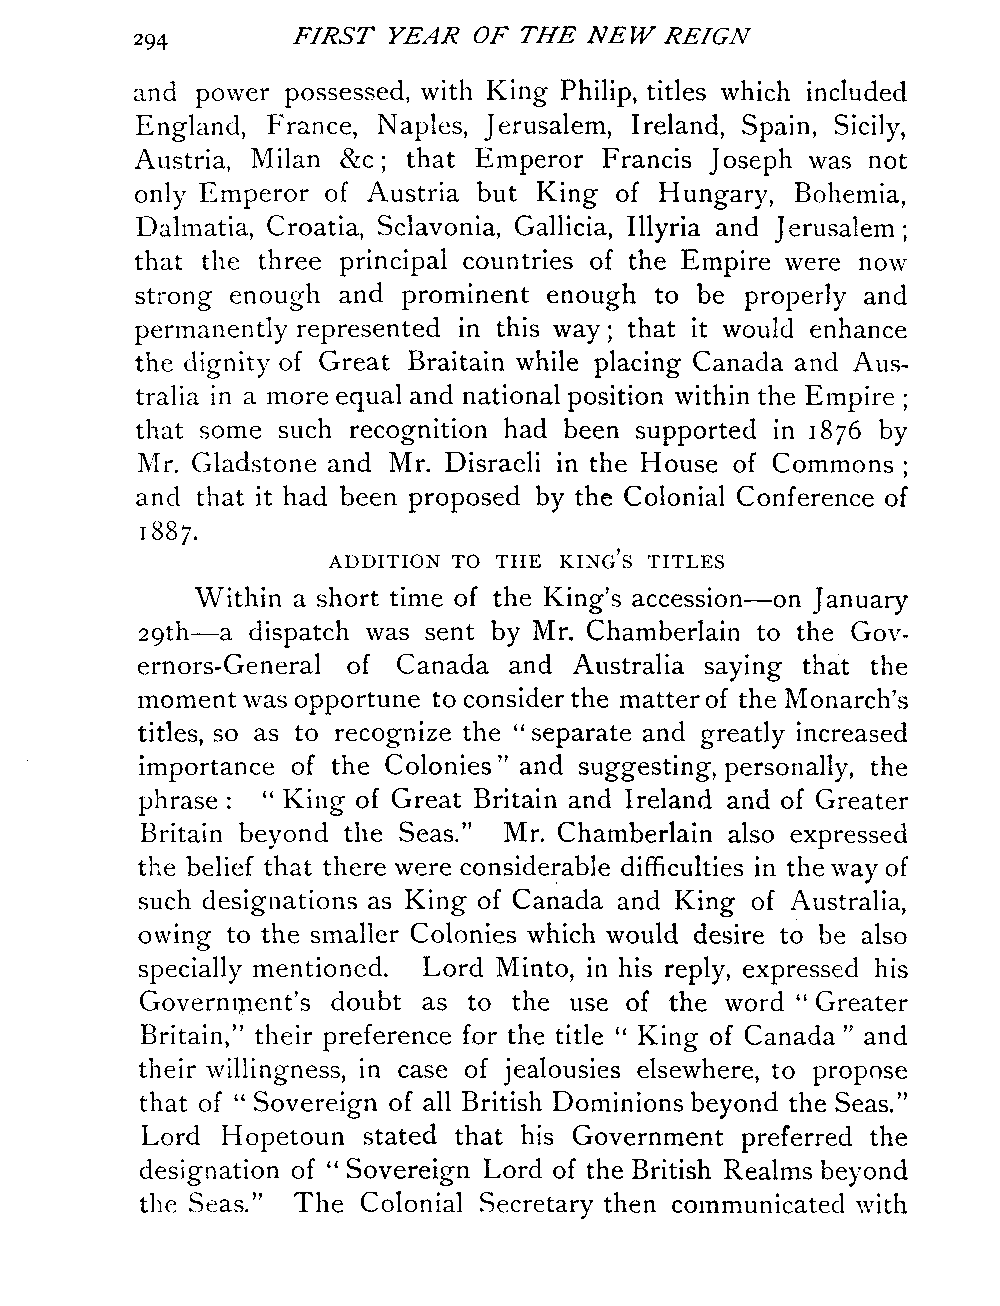 294 FIRST YEAR OF THE NEW REIGN
and power possessed, with King Philip, titles which included
England, France, Naples, Jerusalem, Ireland, Spain, Sicily,
Austria, Milan &c; that Emperor Francis Joseph was not
only Emperor of Austria but King of Hungary, Bohemia,
Dalmatia, Croatia, Sclavonia, Gallicia, Illyria and Jerusalem;
that the three principal countries of the Empire were now
strong enough and prominent enough to be properly and
permanently represented in this way; that it would enhance
the dignity of Great Braitain while placing Canada and Aus-
tralia in a more equal and national position within the Empire;
that some such recognition had been supported in 1876 by
Mr. Gladstone and Mr. Disraeli in the House of Commons;
and that it had been proposed by the Colonial Conference of
1887.
ADDITION TO THE KING'S TITLES
Within a short time of the King's accession—on January
29th—a dispatch was sent by Mr. Chamberlain to the Gov-
ernors-General of Canada and Australia saying that the
moment was opportune to consider the matter of the Monarch's
titles, so as to recognize the "separate and greatly increased
importance of the Colonies" and suggesting, personally, the
phrase: "King of Great Britain and Ireland and of Greater
Britain beyond the Seas." Mr. Chamberlain also expressed
the belief that there were considerable difficulties in the way of
such designations as King of Canada and King of Australia,
owing to the smaller Colonies which would desire to be also
specially mentioned. Lord Minto, in his reply, expressed his
Government's doubt as to the use of the word "Greater
Britain," their preference for the title "King of Canada" and
their willingness, in case of jealousies elsewhere, to propose
that of "Sovereign of all British Dominions beyond the Seas."
Lord Hopetoun stated that his Government preferred the
designation of "Sovereign Lord of the British Realms beyond
the Seas." The Colonial Secretary then communicated with